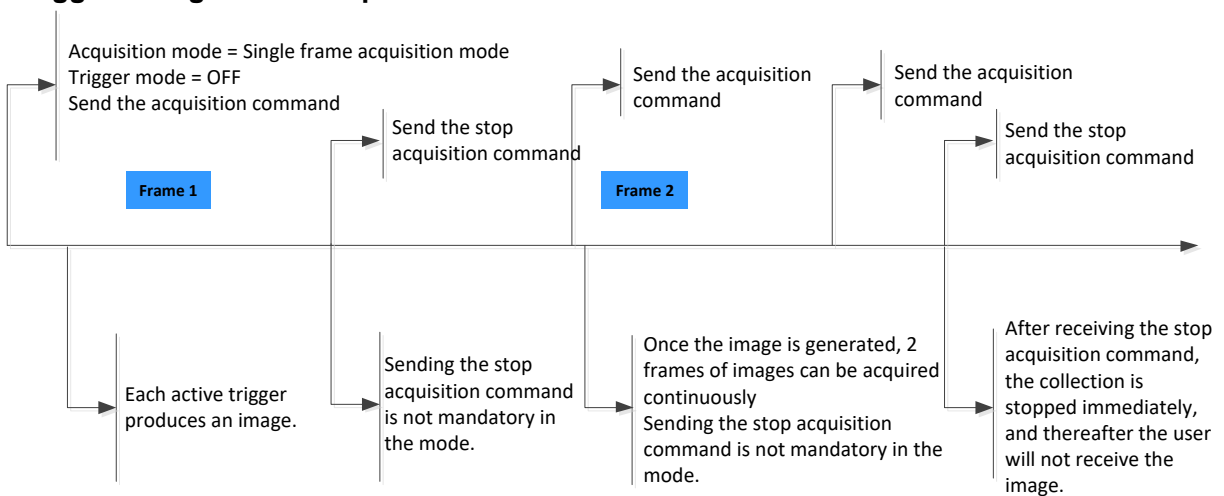 Acquisition mode = Single frame acquisition mode
Trigger mode = OFF
Send the acquisition command
Send the stop
acquisition command
Send the acquisition
command
Send the acquisition
command
Send the stop
acquisition command
Frame 1
Frame 2
Each active trigger
produces an image.
Sending the stop
acquisition command
is not mandatory in
the mode.
Once the image is generated, 2
frames of images can be acquired
continuously
Sending the stop acquisition
command is not mandatory in the
mode.
After receiving the stop
acquisition command,
the collection is
stopped immediately,
and thereafter the user
will not receive the
image.